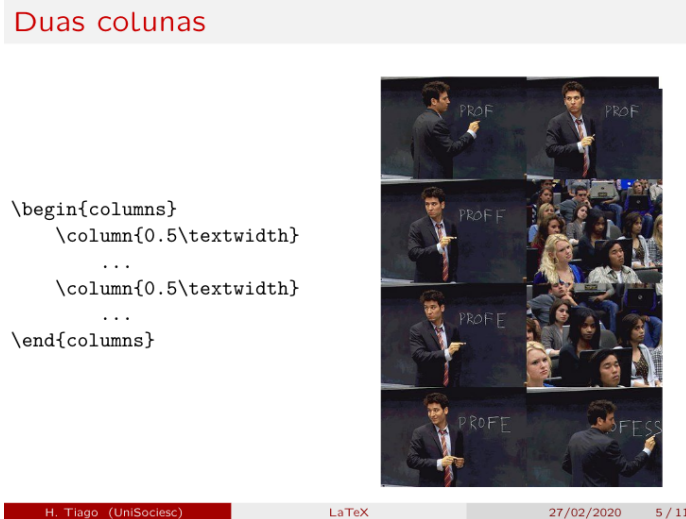 Duas colunas
\begin{columns}
\column{0.5\textwidth}
...
\column{0.5\textwidth}
...
\end{columns}
PROF
PROF
PROFF
PROFE
PROFE
OFESS
H. Tiago (UniSociesc)
LaTeX
27/02/2020
5 / 11